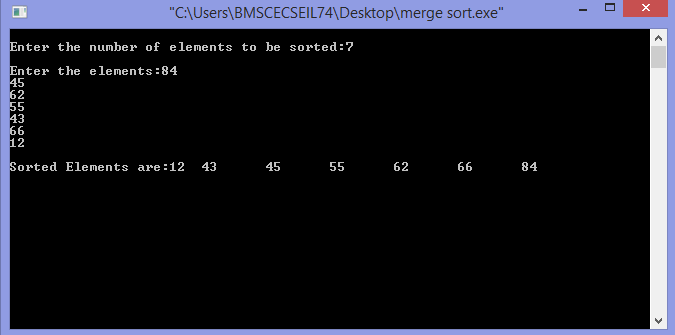 "C:\Users\BMSCECSEIL74\Desktop\merge sort.exe"
Enter the number of elements to be sorted:7
Enter the elements:84
45
62
55
43
66
12
Sorted Elements are:12 43 45 55 62 66 84